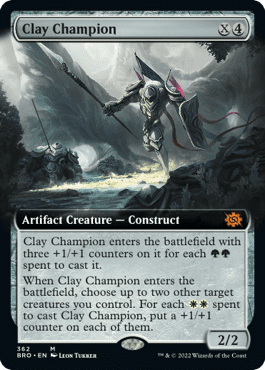 Clay Champion X4
Artifact Creature — Construct
Clay Champion enters the battlefield with
three +1/+1 counters on it for each
spent to cast it.
When Clay Champion enters the
battlefield, choose up to two other target
creatures you control. For each
spent to cast Clay Champion, put a +1/+1
counter on each of them.
2/2
362 M
BRO • EN LEON TUKKER
™ & © 2022 Wizards of the Coast